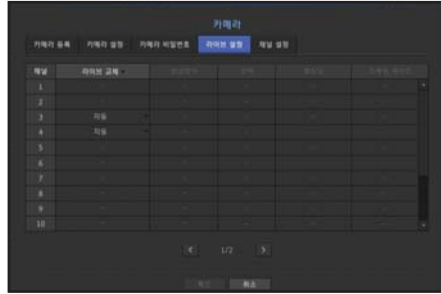 카메라
카메라 등록 카메라 설정 카메라 비밀번호 라이브 설정 채널 설정
채널 라이브 교체
1
2
3 자동
4 자동
5
6
7
8
9
10
1/2
확인 취소